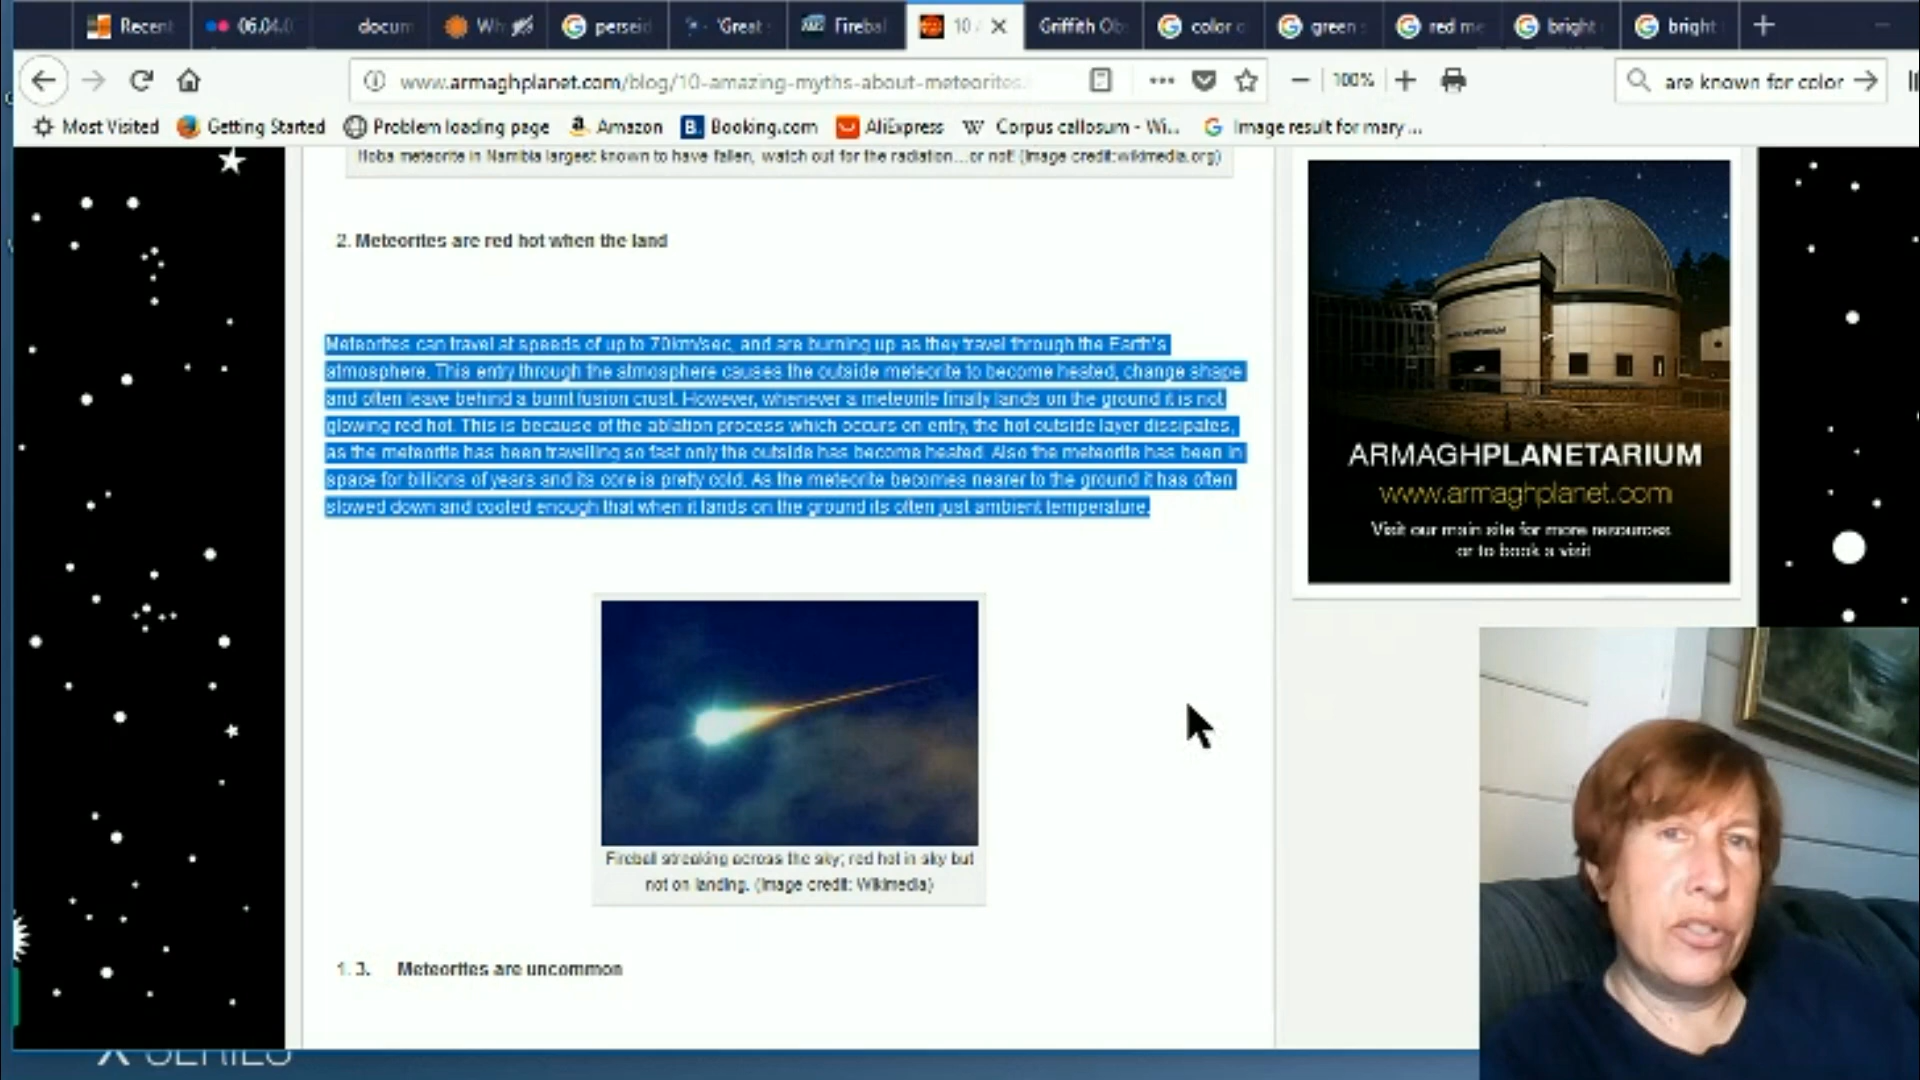 Recent
06.04.0
docum
Wh
perseid
'Great
Firebal
10
Griffith Ob
color
green
red me
bright
bright
www.armaghplanet.com/blog/10-amazing-myths-about-meteorites.
100%
are known for color
Most Visited
Getting Started
Problem loading page
Amazon
B.
Booking.com
AliExpress
W
Corpus callosum - Wi...
Image result for mary ...
Hoba meteorite in Namibia largest known to have fallen, watch out for the radiation...or not! (Image credit:wikimedia.org)
2. Meteorites are red hot when the land
Meteorites can travel at speeds of up to 70km/sec, and are burning up as they travel through the Earth's
atmosphere. This entry through the atmosphere causes the outside meteorite to become heated, change shape
and often leave behind a burnt fusion crust. However, whenever a meteorite finally lands on the ground it is not
glowing red hot. This is because of the ablation process which occurs on entry, the hot outside layer dissipates,
as the meteorite has been travelling so fast only the outside has become heated. Also the meteorite has been in
space for billions of years and its core is pretty cold. As the meteorite becomes nearer to the ground it has often
slowed down and cooled enough that when it lands on the ground its often just ambient temperature.
Fireball streaking across the sky; red hot in sky but
not on landing. (Image credit: Wikimedia)
1. 3. Meteorites are uncommon
ARMAGHPLANETARIUM
www.armaghplanet.com
Visit our main site for more resources
or to book a visit
X SERIES